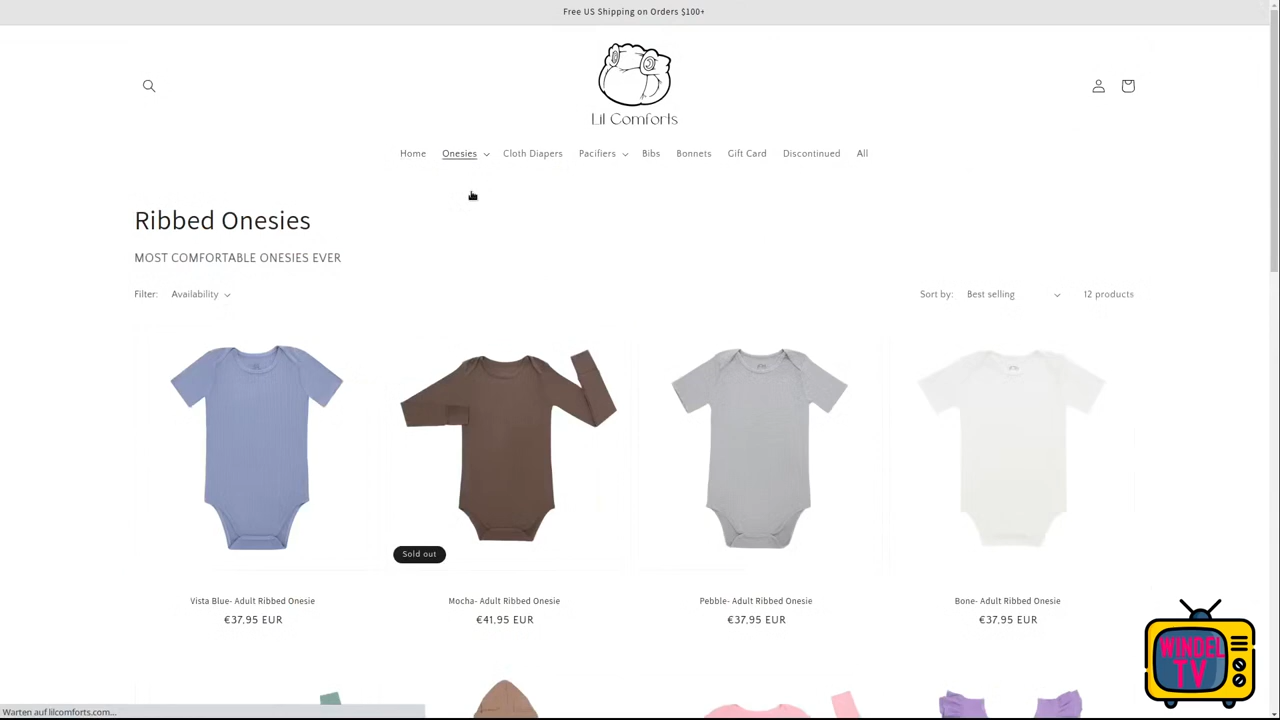 Free US Shipping on Orders $100+
Lil Comforts
Home Onesies Cloth Diapers Pacifiers Bibs Bonnets Gift Card Discontinued All
Ribbed Onesies
MOST COMFORTABLE ONESIES EVER
Filter: Availability Sort by: Best selling 12 products
Sold out
Vista Blue- Adult Ribbed Onesie Mocha- Adult Ribbed Onesie Pebble- Adult Ribbed Onesie Bone- Adult Ribbed Onesie
€37.95 EUR €41.95 EUR €37.95 EUR €37.95 EUR
WINDEL
TV
Warten auf lilcomforts.com...